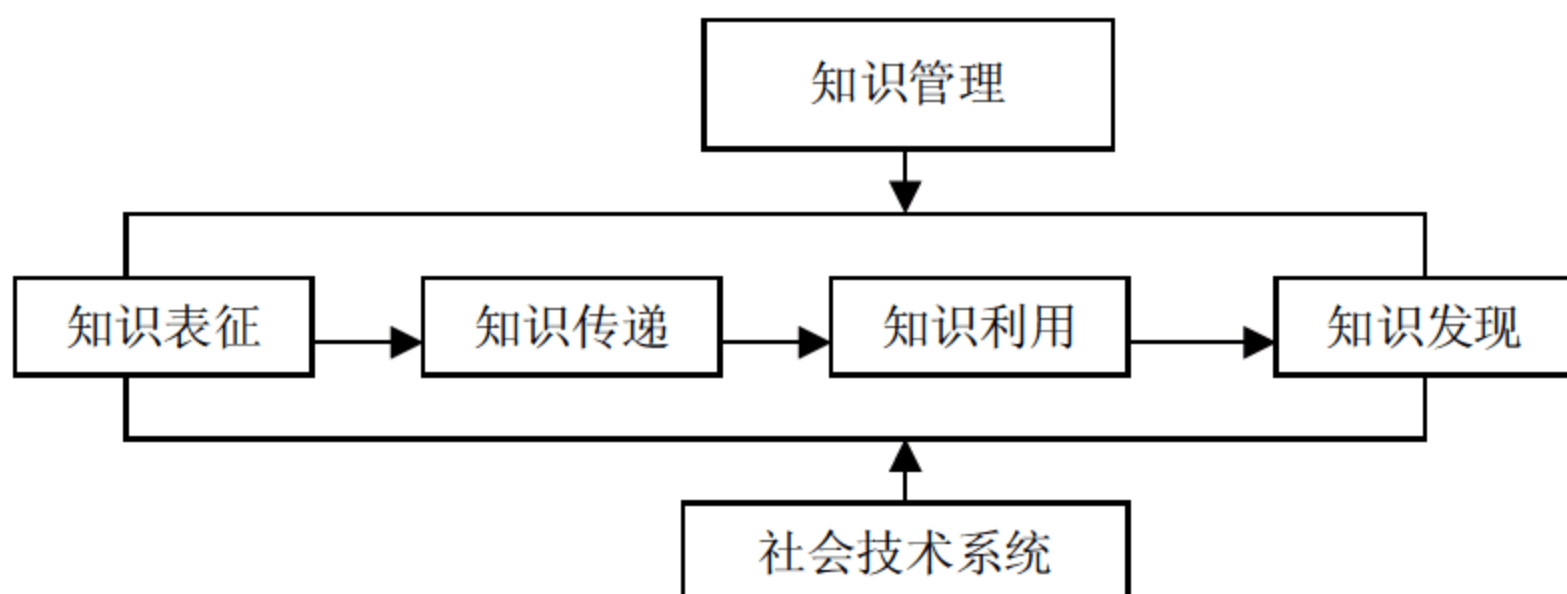 知识管理
知识表征
知识传递
知识利用
知识发现
社会技术系统